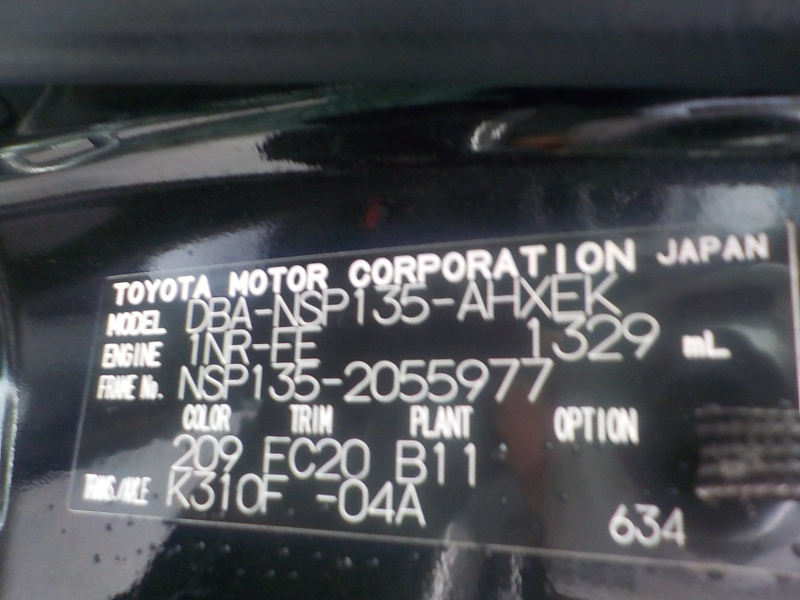 TOYOTA MOTOR CORPORATION JAPAN
MODEL DBA-NSP135-AHXEK
ENGINE 1NR-FE 1329 mL
FRAME No. NSP135-2055977
COLOR TRIM PLANT OPTION
209 FC20 B11
TRANS/AXLE K310F -04A
634